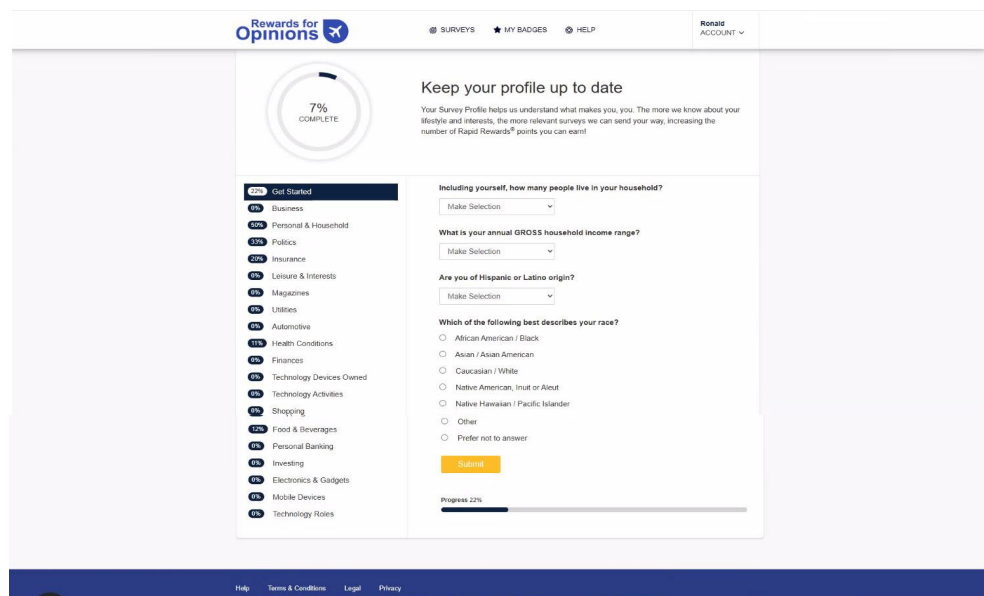 Rewards for
Opinions
SURVEYS
MY BADGES
HELP
Ronald
ACCOUNT
7%
COMPLETE
Keep your profile up to date
Your Survey Profile helps us understand what makes you, you. The more we know about your
lifestyle and interests, the more relevant surveys we can send your way, increasing the
number of Rapid Rewards® points you can earn!
22% Get Started
0% Business
50% Personal & Household
33% Politics
20% Insurance
0% Leisure & Interests
0% Magazines
0% Utilities
0% Automotive
11% Health Conditions
0% Finances
0% Technology Devices Owned
0% Technology Activities
0% Shopping
12% Food & Beverages
0% Personal Banking
0% Investing
0% Electronics & Gadgets
0% Mobile Devices
0% Technology Roles
Including yourself, how many people live in your household?
Make Selection
What is your annual GROSS household income range?
Make Selection
Are you of Hispanic or Latino origin?
Make Selection
Which of the following best describes your race?
African American / Black
Asian / Asian American
Caucasian / White
Native American, Inuit or Aleut
Native Hawaiian / Pacific Islander
Other
Prefer not to answer
Submit
Progress 22%
Help Terms & Conditions Legal Privacy